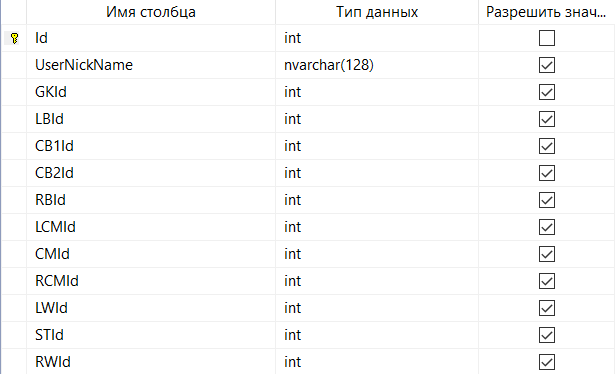 Имя столбца Тип данных Разрешить знач...
Id int
UserNickName nvarchar(128)
GKId int
LBId int
CB1Id int
CB2Id int
RBId int
LCMId int
CMId int
RCMId int
LWId int
STId int
RWId int